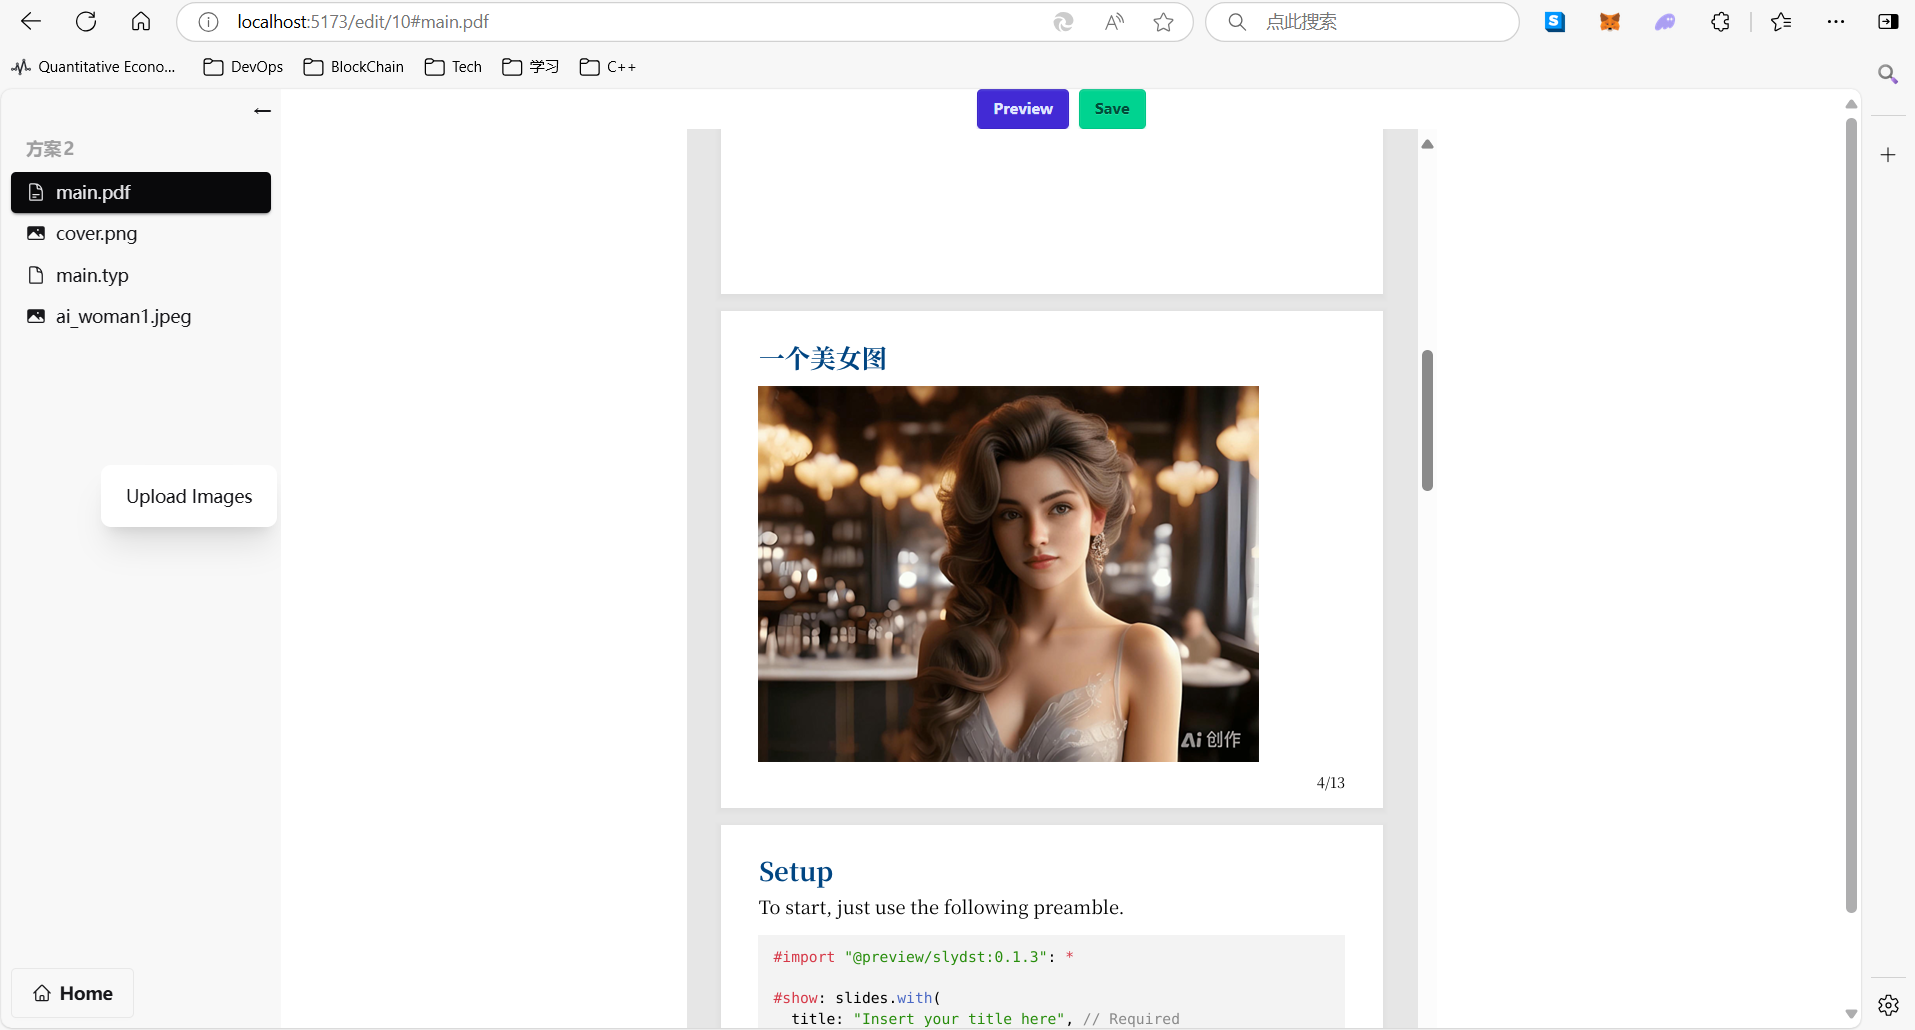 localhost:5173/edit/10#main.pdf
点此搜索
Quantitative Econo...
DevOps
BlockChain
Tech
学习
C++
Preview
Save
方案2
main.pdf
cover.png
main.typ
ai_woman1.jpeg
Upload Images
Home
一个美女图
Ai 创作
4/13
Setup
To start, just use the following preamble.
#import "@preview/slydst:0.1.3": *
#show: slides.with(
title: "Insert your title here", // Required